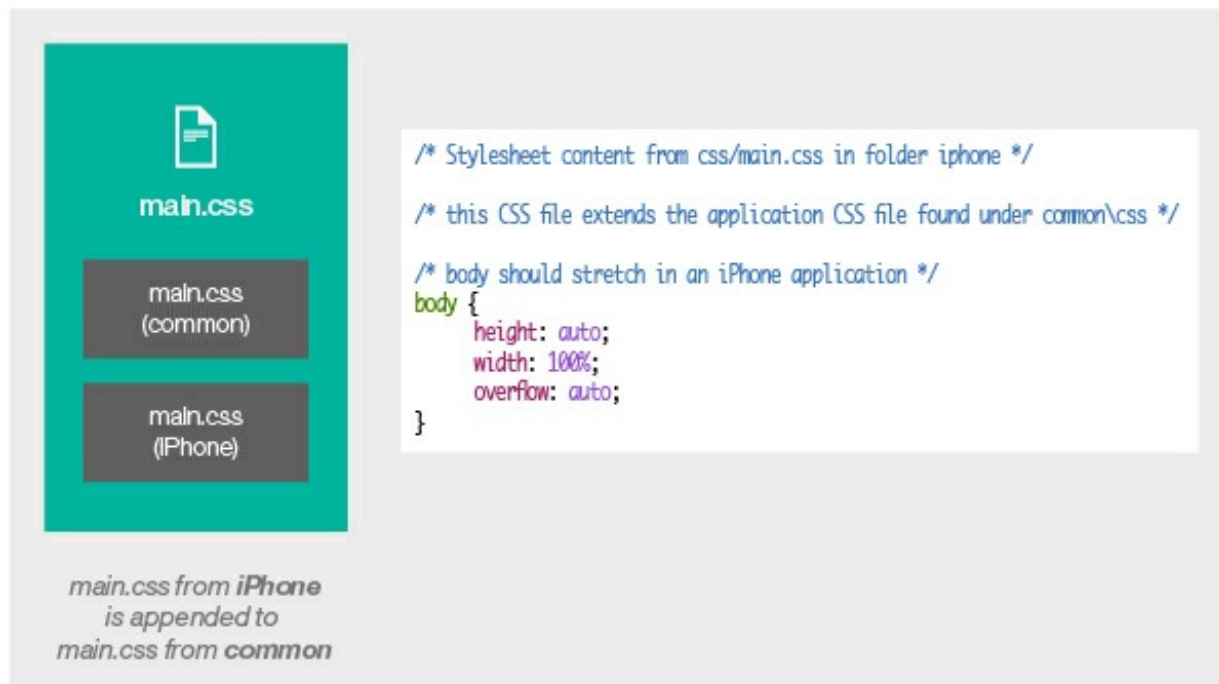 main.css
main.css
(common)
main.css
(iPhone)
main.css from iPhone
is appended to
main.css from common
/* Stylesheet content from css/main.css in folder iphone */
/* this CSS file extends the application CSS file found under common\css */
/* body should stretch in an iPhone application */
body {
height: auto;
width: 100%;
overflow: auto;
}